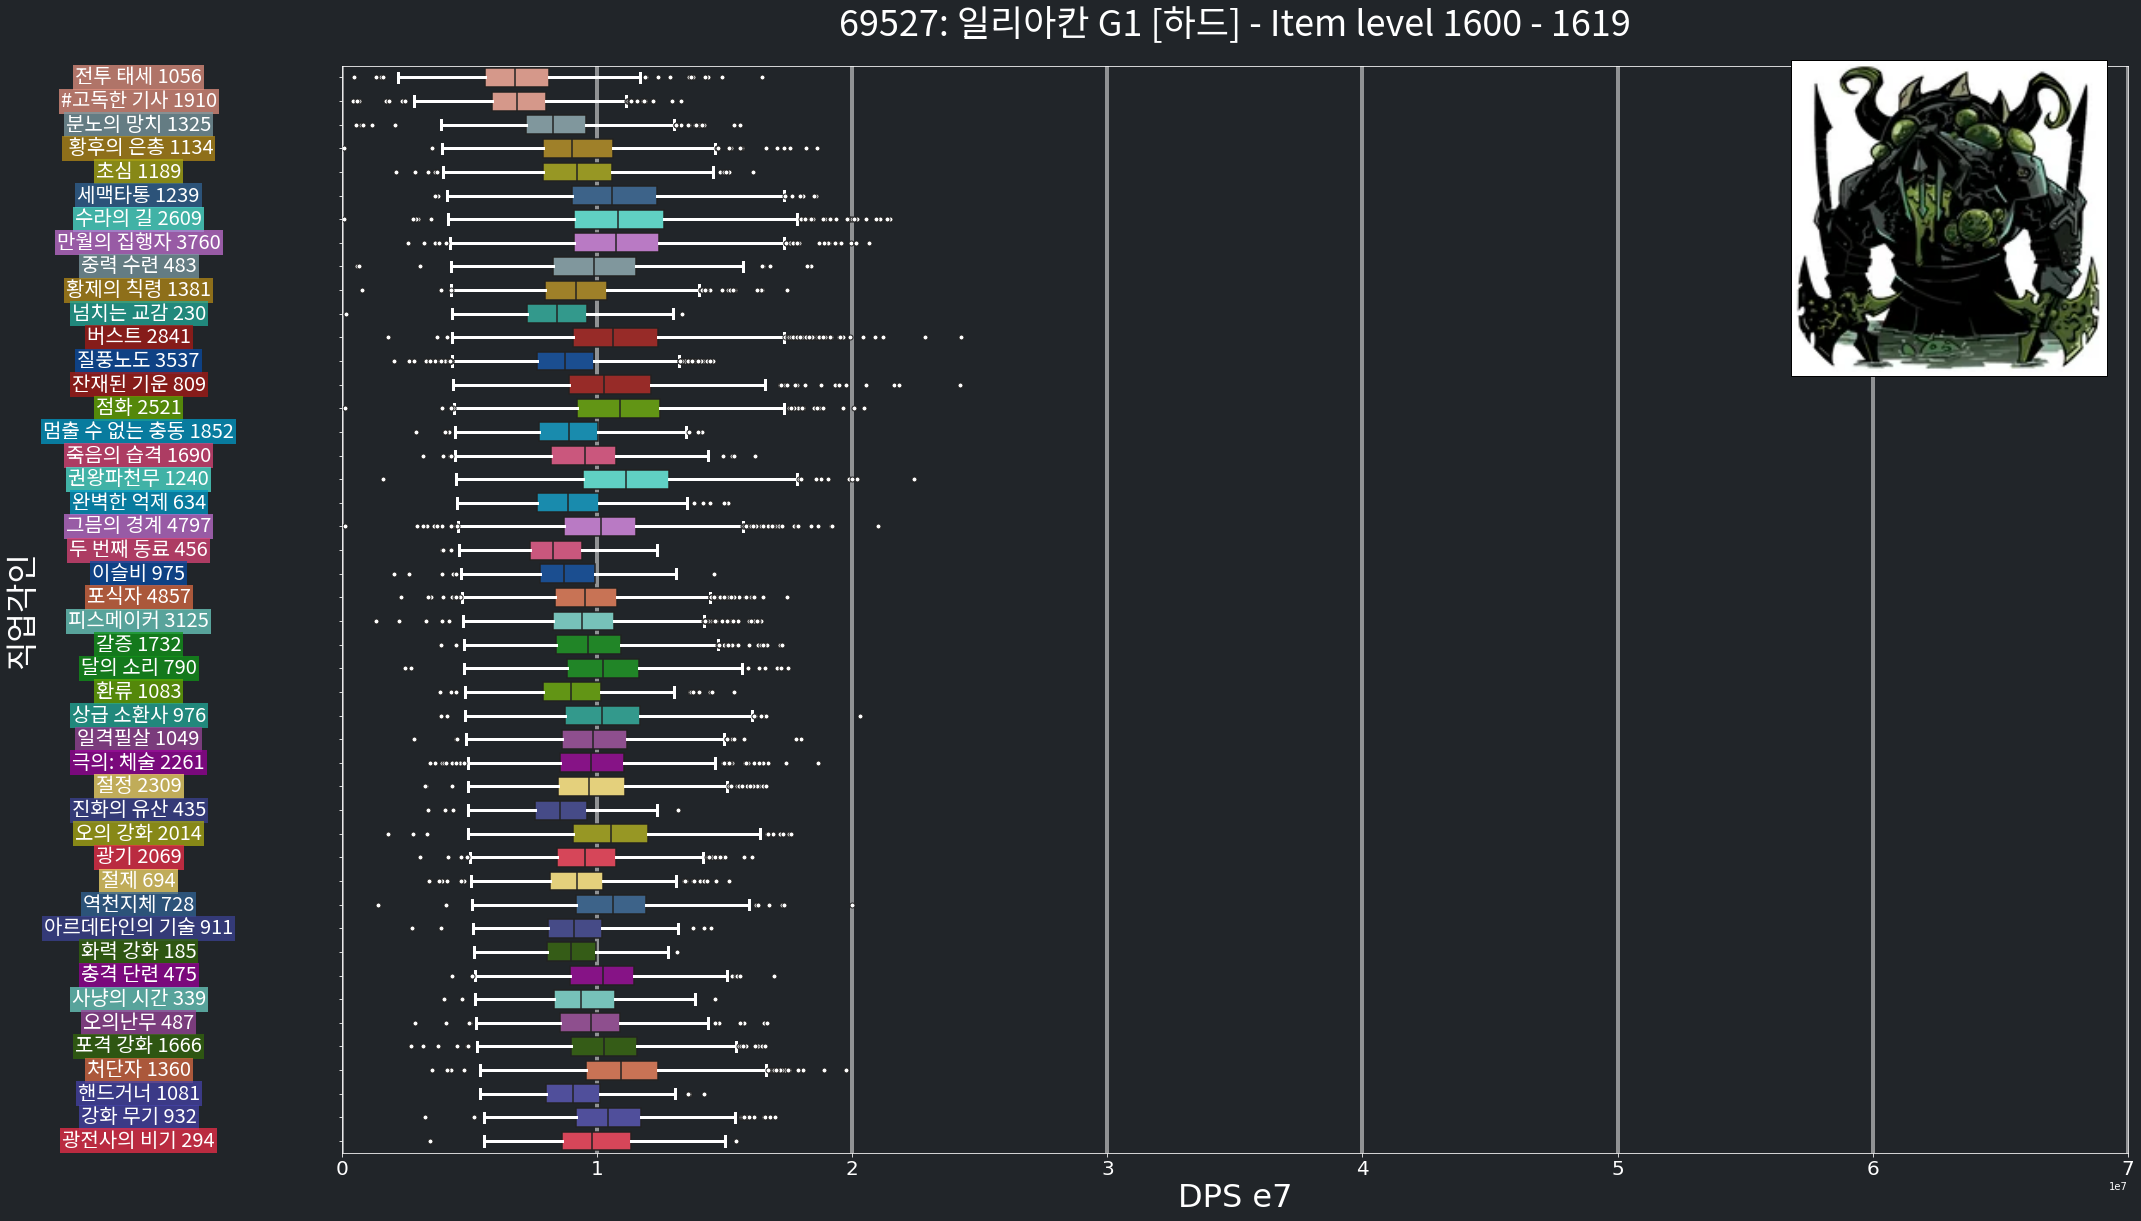 69527: 일리아칸 G1 [하드] - Item level 1600 - 1619
전투 태세 1056
#고독한 기사 1910
분노의 망치 1325
황후의 은총 1134
초심 1189
세맥타통 1239
수라의 길 2609
만월의 집행자 3760
중력 수련 483
황제의 칙령 1381
넘치는 교감 230
버스트 2841
질풍노도 3537
잔재된 기운 809
점화 2521
멈출 수 없는 충동 1852
죽음의 습격 1690
권왕파천무 1240
완벽한 억제 634
그믐의 경계 4797
두 번째 동료 456
이슬비 975
포식자 4857
피스메이커 3125
갈증 1732
달의 소리 790
환류 1083
상급 소환사 976
일격필살 1049
극의: 체술 2261
절정 2309
진화의 유산 435
오의 강화 2014
광기 2069
절제 694
역천지체 728
아르데타인의 기술 911
화력 강화 185
충격 단련 475
사냥의 시간 339
오의난무 487
포격 강화 1666
처단자 1360
핸드거너 1081
강화 무기 932
광전사의 비기 294
직업각인
0 1 2 3 4 5 6 7
DPS e7
1e7